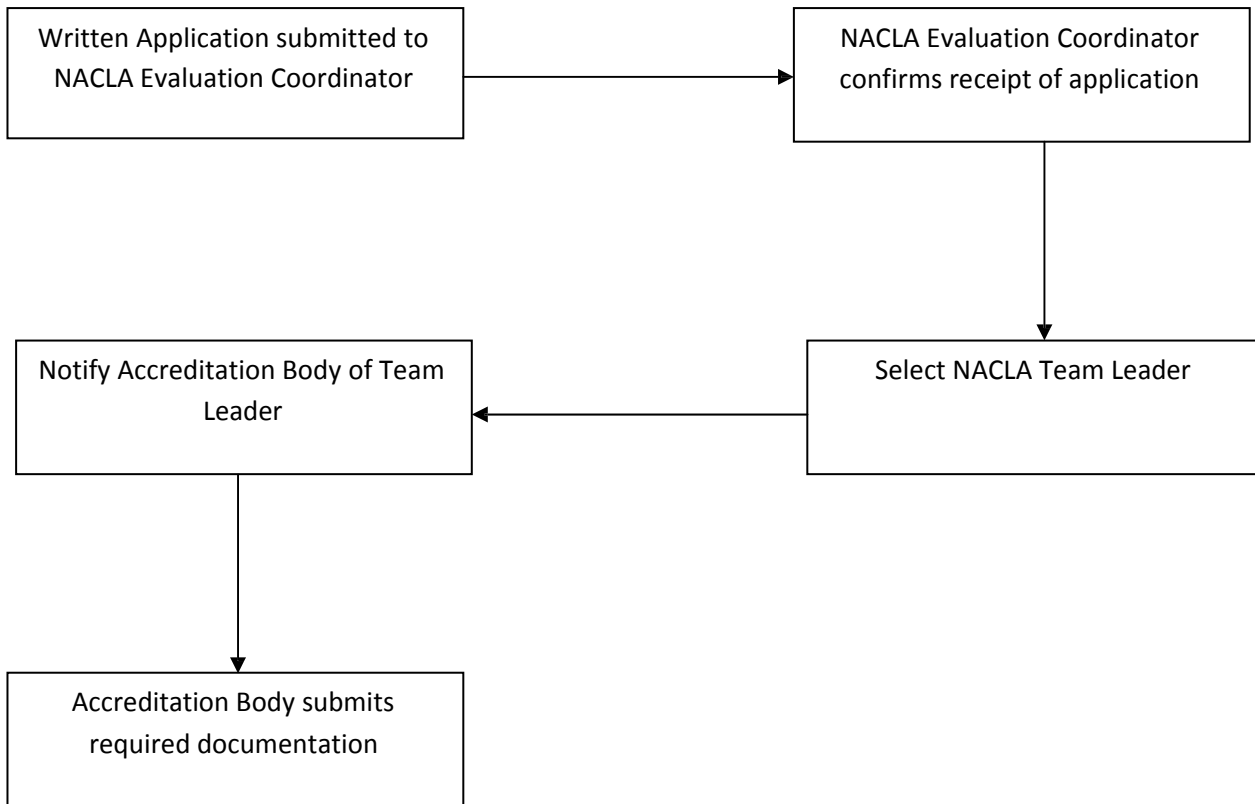 Written Application submitted to
NACLA Evaluation Coordinator
NACLA Evaluation Coordinator
confirms receipt of application
Select NACLA Team Leader
Notify Accreditation Body of Team
Leader
Accreditation Body submits
required documentation